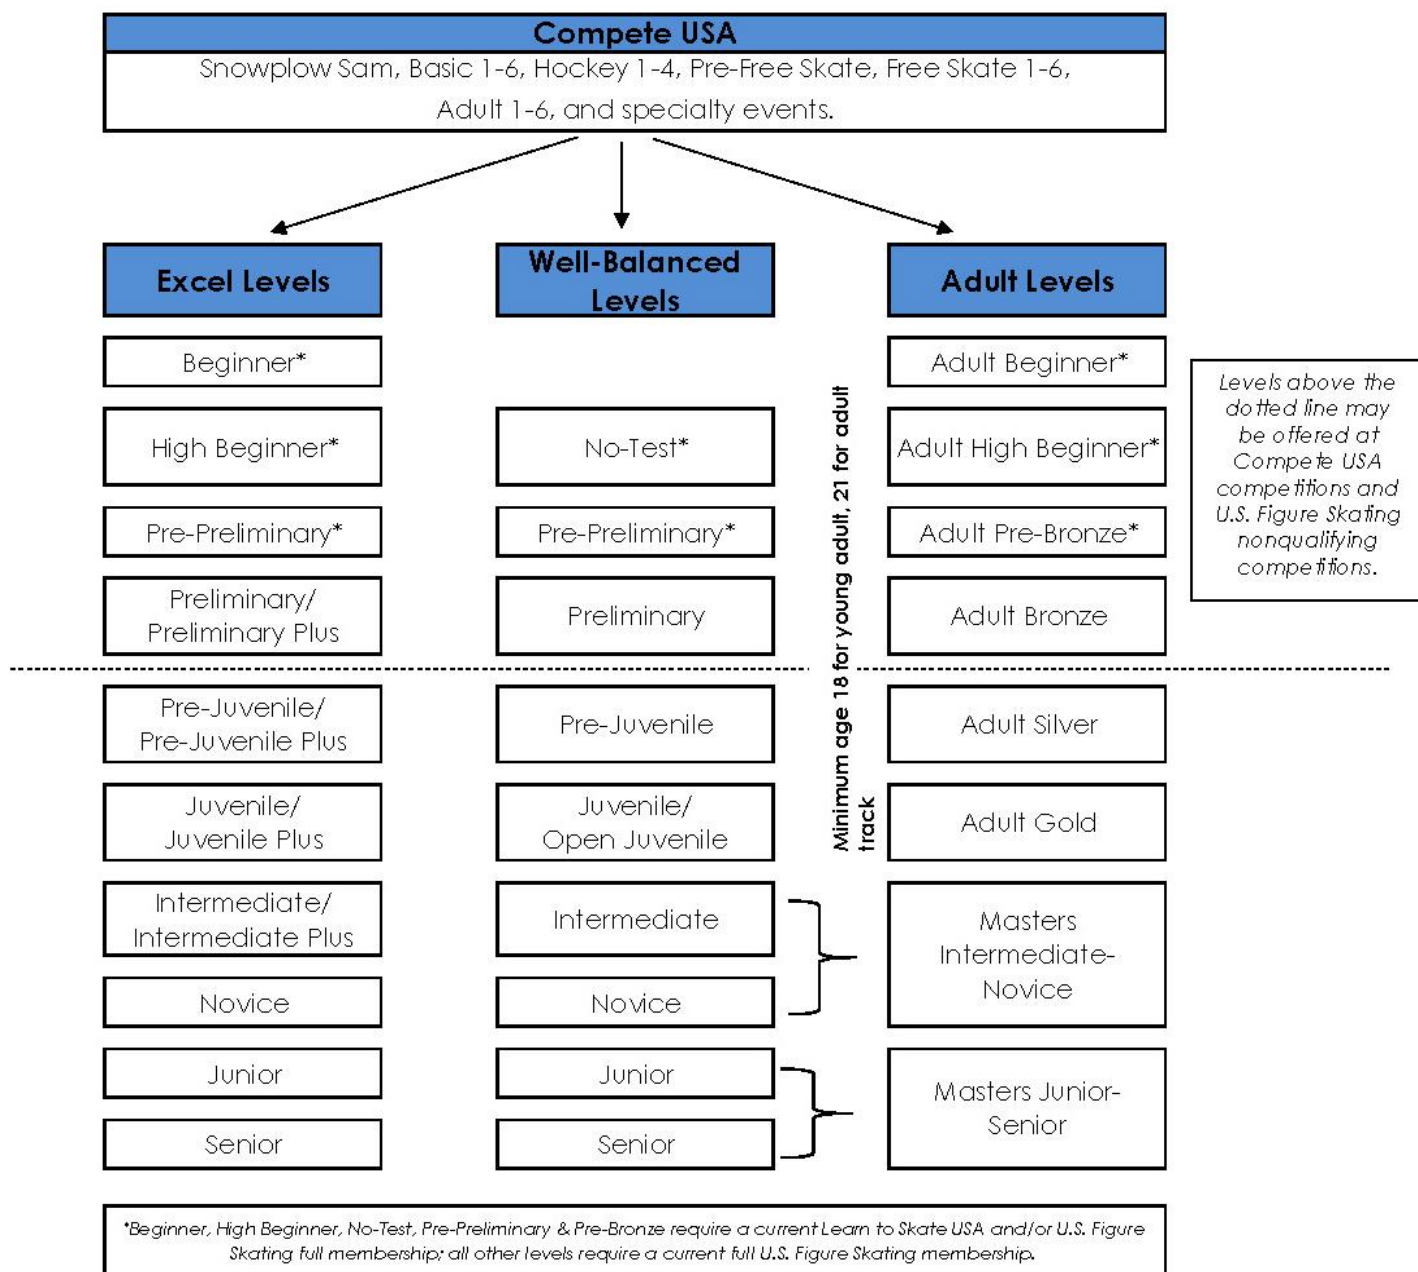 Compete USA
Snowplow Sam, Basic 1-6, Hockey 1-4, Pre-Free Skate, Free Skate 1-6,
Adult 1-6, and specialty events.
Excel Levels
Well-Balanced
Levels
Adult Levels
Beginner*
Adult Beginner*
High Beginner*
No-Test*
Adult High Beginner*
Pre-Preliminary*
Pre-Preliminary*
Adult Pre-Bronze*
Preliminary/
Preliminary Plus
Preliminary
Adult Bronze
Levels above the
dotted line may
be offered at
Compete USA
competitions and
U.S. Figure Skating
nonqualifying
competitions.
Minimum age 18 for young adult, 21 for adult
track
Pre-Juvenile/
Pre-Juvenile Plus
Pre-Juvenile
Adult Silver
Juvenile/
Juvenile Plus
Juvenile/
Open Juvenile
Adult Gold
Intermediate/
Intermediate Plus
Intermediate
Masters
Intermediate-
Novice
Novice
Novice
Junior
Junior
Masters Junior-
Senior
Senior
Senior
*Beginner, High Beginner, No-Test, Pre-Preliminary & Pre-Bronze require a current Learn to Skate USA and/or U.S. Figure
Skating full membership; all other levels require a current full U.S. Figure Skating membership.